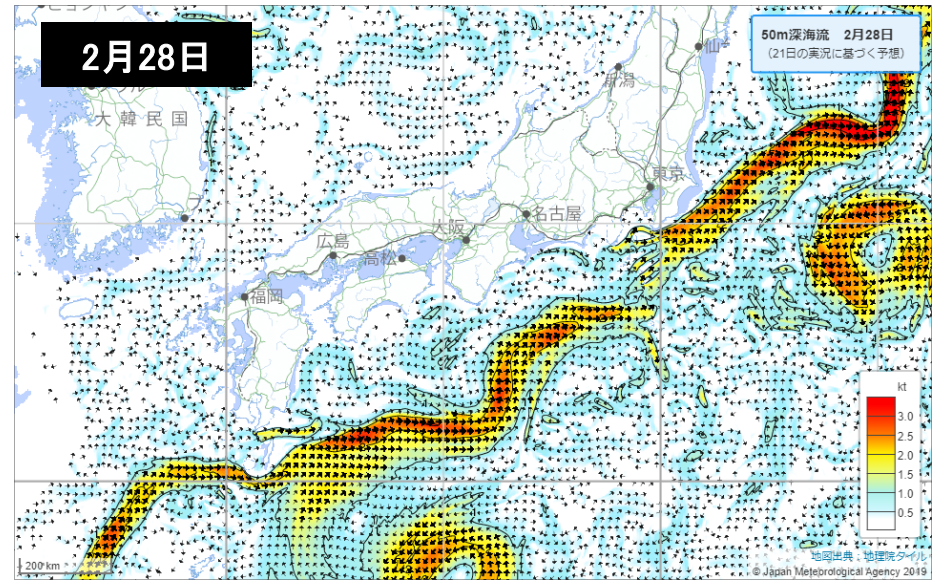 2月28日
50m深海流 2月28日
（21日の実況に基づく予想）
仙
新潟
大韓民国
東京
名古屋
大阪
広島
高松
福岡
kt
3.0
2.5
2.0
1.5
1.0
0.5
200 km
地図出典：地理院タイル
© Japan Meteorological Agency 2019